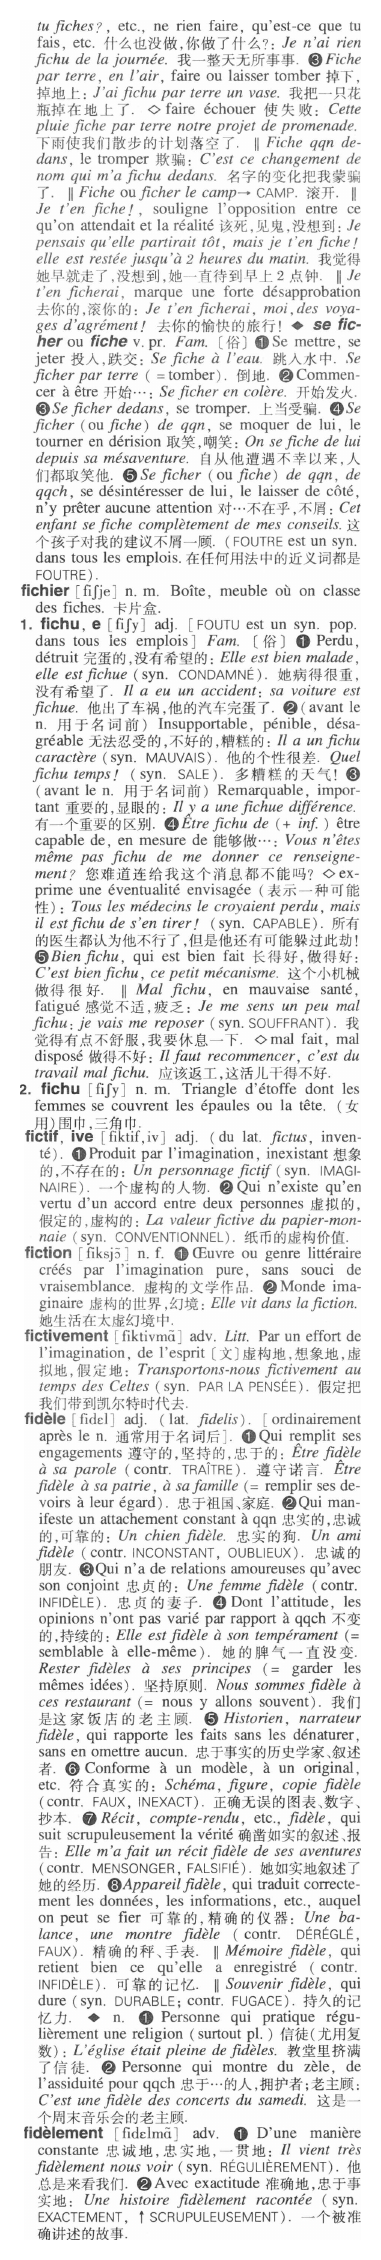 tu fiches?, etc., ne rien faire, qu'est-ce que tu
fais, etc. 什么也没做,你做了什么?: Je n'ai rien
fichu de la journée. 我一整天无所事事. ❸ Fiche
par terre, en l'air, faire ou laisser tomber 掉下,
掉地上: J'ai fichu par terre un vase. 我把一只花
瓶掉在地上了. ◇ faire échouer 使失败: Cette
pluie fiche par terre notre projet de promenade.
下雨使我们散步的计划落空了. ‖ Fiche qqn de-
dans, le tromper 欺骗: C'est ce changement de
nom qui m'a fichu dedans. 名字的变化把我蒙骗
了. ‖ Fiche ou ficher le camp→ CAMP. 滚开. ‖
Je t'en fiche!, souligne l'opposition entre ce
qu'on attendait et la réalité 该死,见鬼,没想到: Je
pensais qu'elle partirait tôt, mais je t'en fiche!
elle est restée jusqu'à 2 heures du matin. 我觉得
她早就走了,没想到,她一直待到早上2点钟. ‖ Je
t'en ficherai, marque une forte désapprobation
去你的,滚你的: Je t'en ficherai, moi, des voya-
ges d'agrément! 去你的愉快的旅行! ◆ se fic-
her ou fiche v. pr. Fam. [俗] ❶ Se mettre, se
jeter 投入,跌交: Se fiche à l'eau. 跳入水中. Se
ficher par terre (=tomber). 倒地. ❷ Commen-
cer à être 开始…: Se ficher en colère. 开始发火.
❸ Se ficher dedans, se tromper. 上当受骗. ❹ Se
ficher (ou fiche) de qqn, se moquer de lui, le
tourner en dérision 取笑,嘲笑: On se fiche de lui
depuis sa mésaventure. 自从他遭遇不幸以来,人
们都取笑他. ❺ Se ficher (ou fiche) de qqn, de
qqch, se désintéresser de lui, le laisser de côté,
n'y prêter aucune attention 对…不在乎,不屑: Cet
enfant se fiche complètement de mes conseils. 这
个孩子对我的建议不屑一顾. (FOUTRE est un syn.
dans tous les emplois. 在任何用法中的近义词都是
FOUTRE).
fichier [fiʃje] n. m. Boîte, meuble où on classe
des fiches. 卡片盒.
1. fichu, e [fiʃy] adj. [FOUTU est un syn. pop.
dans tous les emplois] Fam. [俗] ❶ Perdu,
détruit 完蛋的,没有希望的: Elle est bien malade,
elle est fichue (syn. CONDAMNÉ). 她病得很重,
没有希望了. Il a eu un accident: sa voiture est
fichue. 他出了车祸,他的汽车完蛋了. ❷ (avant le
n. 用于名词前) Insupportable, pénible, désa-
gréable 无法忍受的,不好的,糟糕的: Il a un fichu
caractère (syn. MAUVAIS). 他的个性很差. Quel
fichu temps! (syn. SALE). 多糟糕的天气! ❸
(avant le n. 用于名词前) Remarquable, impor-
tant 重要的,显眼的: Il y a une fichue différence.
有一个重要的区别. ❹ Être fichu de (+ inf.) être
capable de, en mesure de 能够做…: Vous n'êtes
même pas fichu de me donner ce renseigne-
ment? 您难道连给我这个消息都不能吗? ◇ ex-
prime une éventualité envisagée (表示一种可能
性): Tous les médecins le croyaient perdu, mais
il est fichu de s'en tirer! (syn. CAPABLE). 所有
的医生都认为他不行了,但是他还有可能躲过此劫!
❺ Bien fichu, qui est bien fait 长得好,做得好:
C'est bien fichu, ce petit mécanisme. 这个小机械
做得很好. ‖ Mal fichu, en mauvaise santé,
fatigué 感觉不适,疲乏: Je me sens un peu mal
fichu: je vais me reposer (syn. SOUFFRANT). 我
觉得有点不舒服,我要休息一下. ◇ mal fait, mal
disposé 做得不好: Il faut recommencer, c'est du
travail mal fichu. 应该返工,这活儿干得不好.
2. fichu [fiʃy] n. m. Triangle d'étoffe dont les
femmes se couvrent les épaules ou la tête. (女
用)围巾,三角巾.
fictif, ive [fiktif,iv] adj. (du lat. fictus, inven-
té). ❶ Produit par l'imagination, inexistant 想象
的,不存在的: Un personnage fictif (syn. IMAGI-
NAIRE). 一个虚构的人物. ❷ Qui n'existe qu'en
vertu d'un accord entre deux personnes 虚拟的,
假定的,虚构的: La valeur fictive du papier-mon-
naie (syn. CONVENTIONNEL). 纸币的虚构价值.
fiction [fiksjɔ̃] n. f. ❶ Œuvre ou genre littéraire
créés par l'imagination pure, sans souci de
vraisemblance. 虚构的文学作品. ❷ Monde ima-
ginaire 虚构的世界,幻境: Elle vit dans la fiction.
她生活在太虚幻境中.
fictivement [fiktivmɑ̃] adv. Litt. Par un effort de
l'imagination, de l'esprit [文]虚构地,想象地,虚
拟地,假定地: Transportons-nous fictivement au
temps des Celtes (syn. PAR LA PENSÉE). 假定把
我们带到凯尔特时代去.
fidèle [fidɛl] adj. (lat. fidelis). [ordinairement
après le n. 通常用于名词后]. ❶ Qui remplit ses
engagements 遵守的,坚持的,忠于的: Être fidèle
à sa parole (contr. TRAÎTRE). 遵守诺言. Être
fidèle à sa patrie, à sa famille (= remplir ses de-
voirs à leur égard). 忠于祖国、家庭. ❷ Qui man-
ifeste un attachement constant à qqn 忠实的,忠诚
的,可靠的: Un chien fidèle. 忠实的狗. Un ami
fidèle (contr. INCONSTANT, OUBLIEUX). 忠诚的
朋友. ❸ Qui n'a de relations amoureuses qu'avec
son conjoint 忠贞的: Une femme fidèle (contr.
INFIDÈLE). 忠贞的妻子. ❹ Dont l'attitude, les
opinions n'ont pas varié par rapport à qqch 不变
的,持续的: Elle est fidèle à son tempérament (=
semblable à elle-même). 她的脾气一直没变.
Rester fidèles à ses principes (= garder les
mêmes idées). 坚持原则. Nous sommes fidèle à
ces restaurant (= nous y allons souvent). 我们
是这家饭店的老主顾. ❺ Historien, narrateur
fidèle, qui rapporte les faits sans les dénaturer,
sans en omettre aucun. 忠于事实的历史学家、叙述
者. ❻ Conforme à un modèle, à un original,
etc. 符合真实的: Schéma, figure, copie fidèle
(contr. FAUX, INEXACT). 正确无误的图表、数字、
抄本. ❼ Récit, compte-rendu, etc., fidèle, qui
suit scrupuleusement la vérité 确凿如实的叙述、报
告: Elle m'a fait un récit fidèle de ses aventures
(contr. MENSONGER, FALSIFIÉ). 她如实地叙述了
她的经历. ❽ Appareil fidèle, qui traduit correcte-
ment les données, les informations, etc., auquel
on peut se fier 可靠的,精确的仪器: Une ba-
lance, une montre fidèle (contr. DÉRÉGLÉ,
FAUX). 精确的秤、手表. ‖ Mémoire fidèle, qui
retient bien ce qu'elle a enregistré (contr.
INFIDÈLE). 可靠的记忆. ‖ Souvenir fidèle, qui
dure (syn. DURABLE; contr. FUGACE). 持久的记
忆力. ◆ n. ❶ Personne qui pratique régu-
lièrement une religion (surtout pl.) 信徒(尤用复
数): L'église était pleine de fidèles. 教堂里挤满
了信徒. ❷ Personne qui montre du zèle, de
l'assiduité pour qqch 忠于…的人,拥护者;老主顾:
C'est une fidèle des concerts du samedi. 这是一
个周末音乐会的老主顾.
fidèlement [fidɛlmɑ̃] adv. ❶ D'une manière
constante 忠诚地,忠实地,一贯地: Il vient très
fidèlement nous voir (syn. RÉGULIÈREMENT). 他
总是来看我们. ❷ Avec exactitude 准确地,忠于事
实地: Une histoire fidèlement racontée (syn.
EXACTEMENT, ↑ SCRUPULEUSEMENT). 一个被准
确讲述的故事.